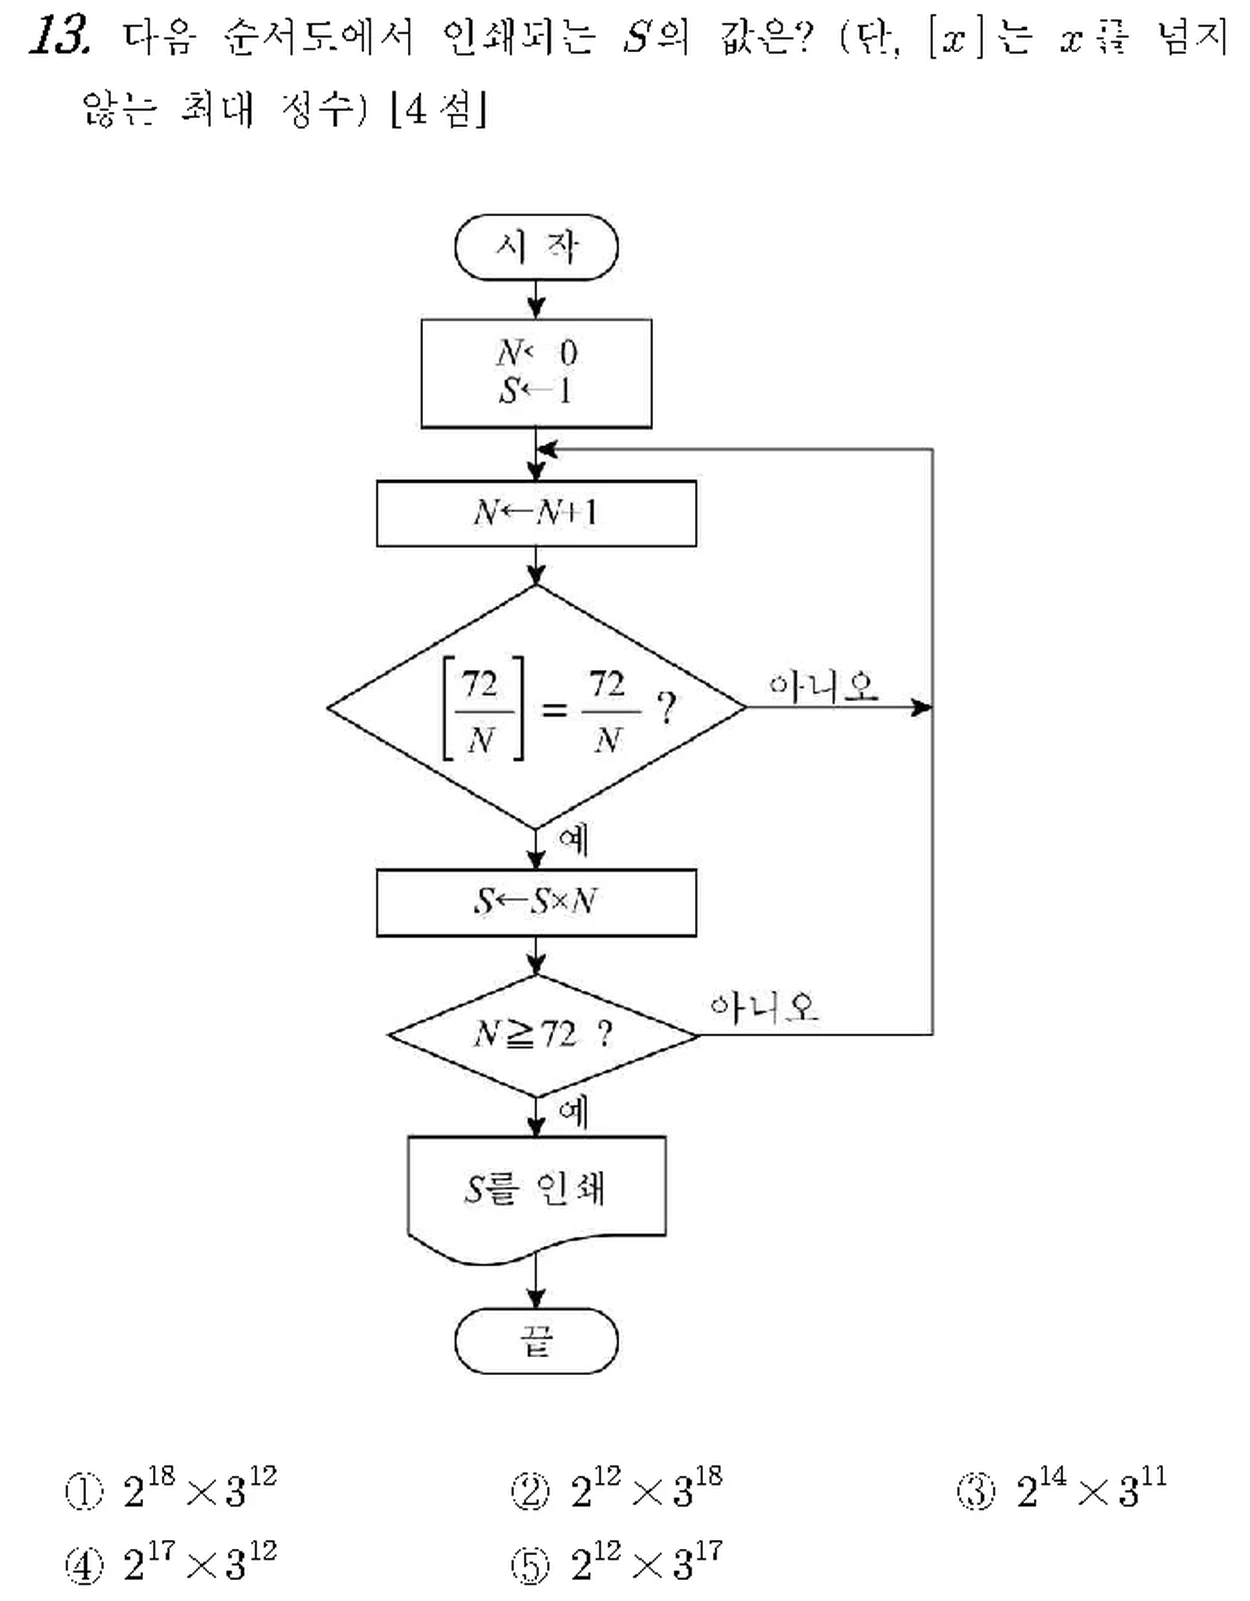 13. 다음 순서도에서 인쇄되는 S의 값은? (단, [x]는 x를 넘지
않는 최대 정수) [4점]
시 작
N← 0
S←1
N←N+1
[72/N] = 72/N ?
아니오
예
S←S×N
N≧72 ?
아니오
예
S를 인쇄
끝
① 2^18×3^12 ② 2^12×3^18 ③ 2^14×3^11
④ 2^17×3^12 ⑤ 2^12×3^17